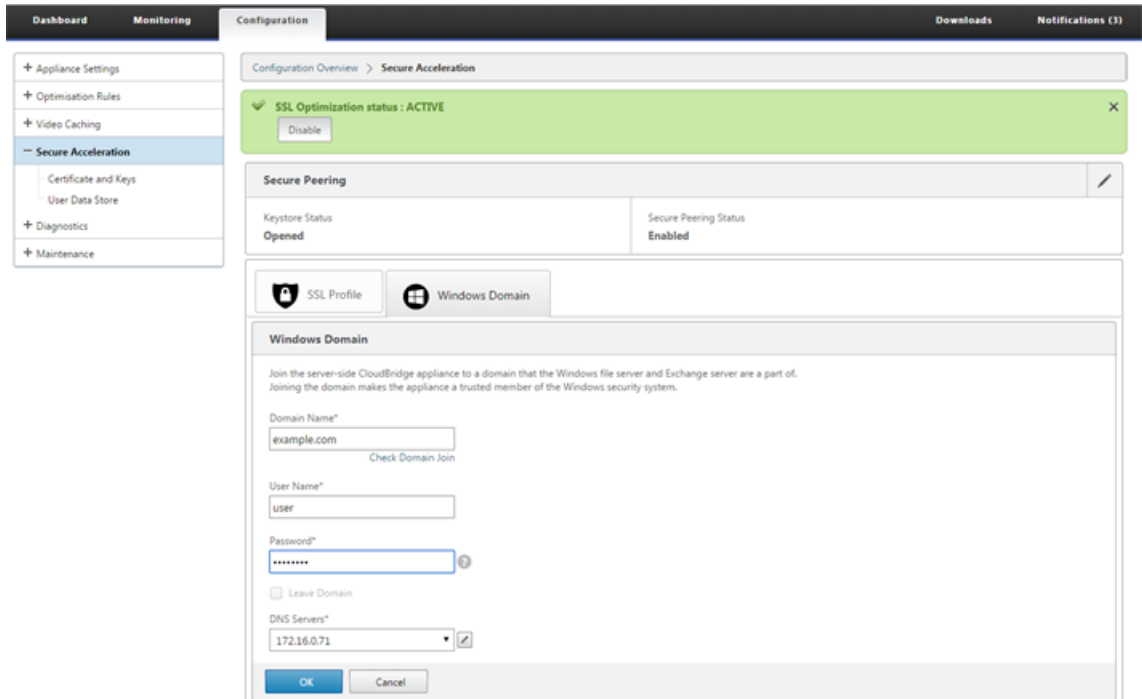 Dashboard Monitoring Configuration Downloads Notifications (3)
+ Appliance Settings
+ Optimisation Rules
+ Video Caching
− Secure Acceleration
Certificate and Keys
User Data Store
+ Diagnostics
+ Maintenance
Configuration Overview > Secure Acceleration
SSL Optimization status : ACTIVE
Disable
Secure Peering
Keystore Status
Opened
Secure Peering Status
Enabled
SSL Profile
Windows Domain
Windows Domain
Join the server-side CloudBridge appliance to a domain that the Windows file server and Exchange server are a part of.
Joining the domain makes the appliance a trusted member of the Windows security system.
Domain Name*
example.com
Check Domain Join
User Name*
user
Password*
••••••••
Leave Domain
DNS Servers*
172.16.0.71
OK Cancel